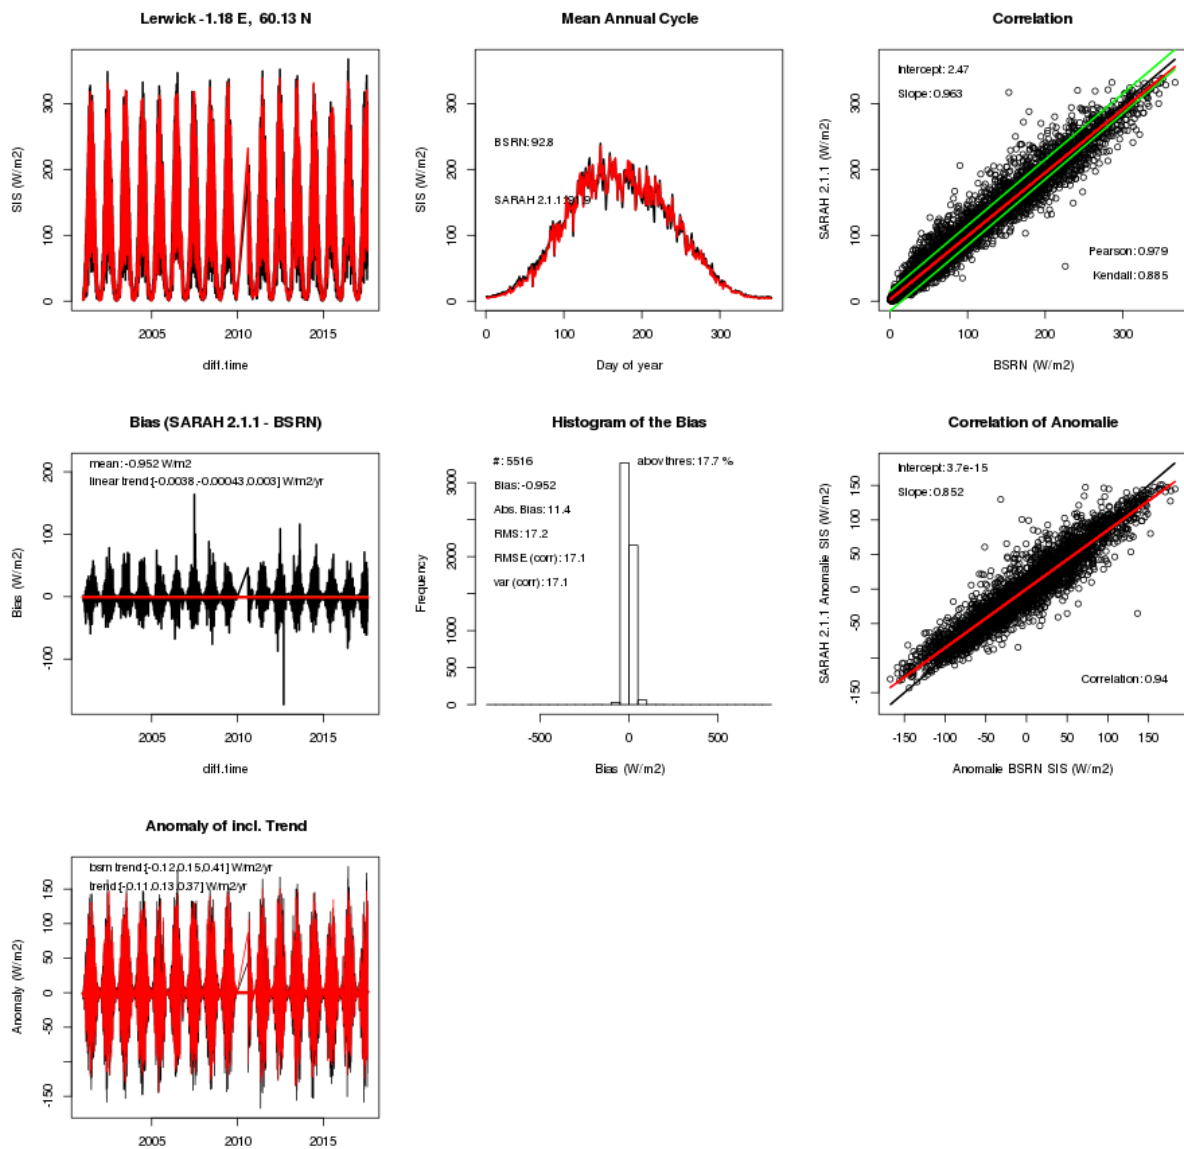 Lerwick -1.18 E, 60.13 N
SIS (W/m2)
0 100 200 300
2005 2010 2015
diff.time
Mean Annual Cycle
SIS (W/m2)
0 100 200 300
BSRN: 92.8
SARAH 2.1.1: 91.9
0 100 200 300
Day of year
Correlation
SARAH 2.1.1 (W/m2)
0 100 200 300
Intercept: 2.47
Slope: 0.963
Pearson: 0.979
Kendall: 0.885
0 100 200 300
BSRN (W/m2)
Bias (SARAH 2.1.1 - BSRN)
Bias (W/m2)
-100 0 100 200
mean: -0.952 W/m2
linear trend:[-0.0038,-0.00043,0.003] W/m2/yr
2005 2010 2015
diff.time
Histogram of the Bias
Frequency
0 500 1000 2000 3000
#: 5516
abovthres: 17.7 %
Bias: -0.952
Abs. Bias: 11.4
RMS: 17.2
RMSE (corr): 17.1
var (corr): 17.1
-500 0 500
Bias (W/m2)
Correlation of Anomalie
SARAH 2.1.1 Anomalie SIS (W/m2)
-150 -50 0 50 100 150
Intercept: 3.7e-15
Slope: 0.852
Correlation: 0.94
-150 -100 -50 0 50 100 150
Anomalie BSRN SIS (W/m2)
Anomaly of incl. Trend
Anomaly (W/m2)
-150 -50 0 50 100 150
bsrn trend:[-0.12,0.15,0.41] W/m2/yr
trend:[-0.11,0.13,0.37] W/m2/yr
2005 2010 2015